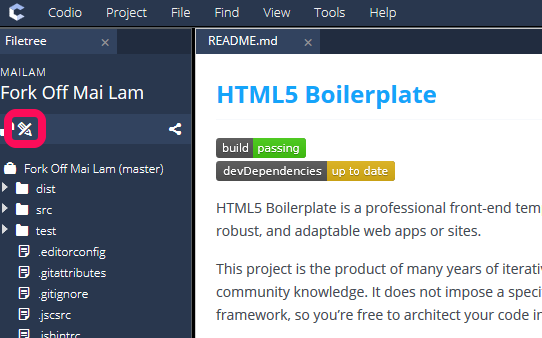 Codio Project File Find View Tools Help
Filetree
README.md
MAILAM
Fork Off Mai Lam
Fork Off Mai Lam (master)
dist
src
test
.editorconfig
.gitattributes
.gitignore
.jscsrc
.jshintrc
HTML5 Boilerplate
build passing
devDependencies up to date
HTML5 Boilerplate is a professional front-end tem
robust, and adaptable web apps or sites.
This project is the product of many years of iterativ
community knowledge. It does not impose a speci
framework, so you're free to architect your code in